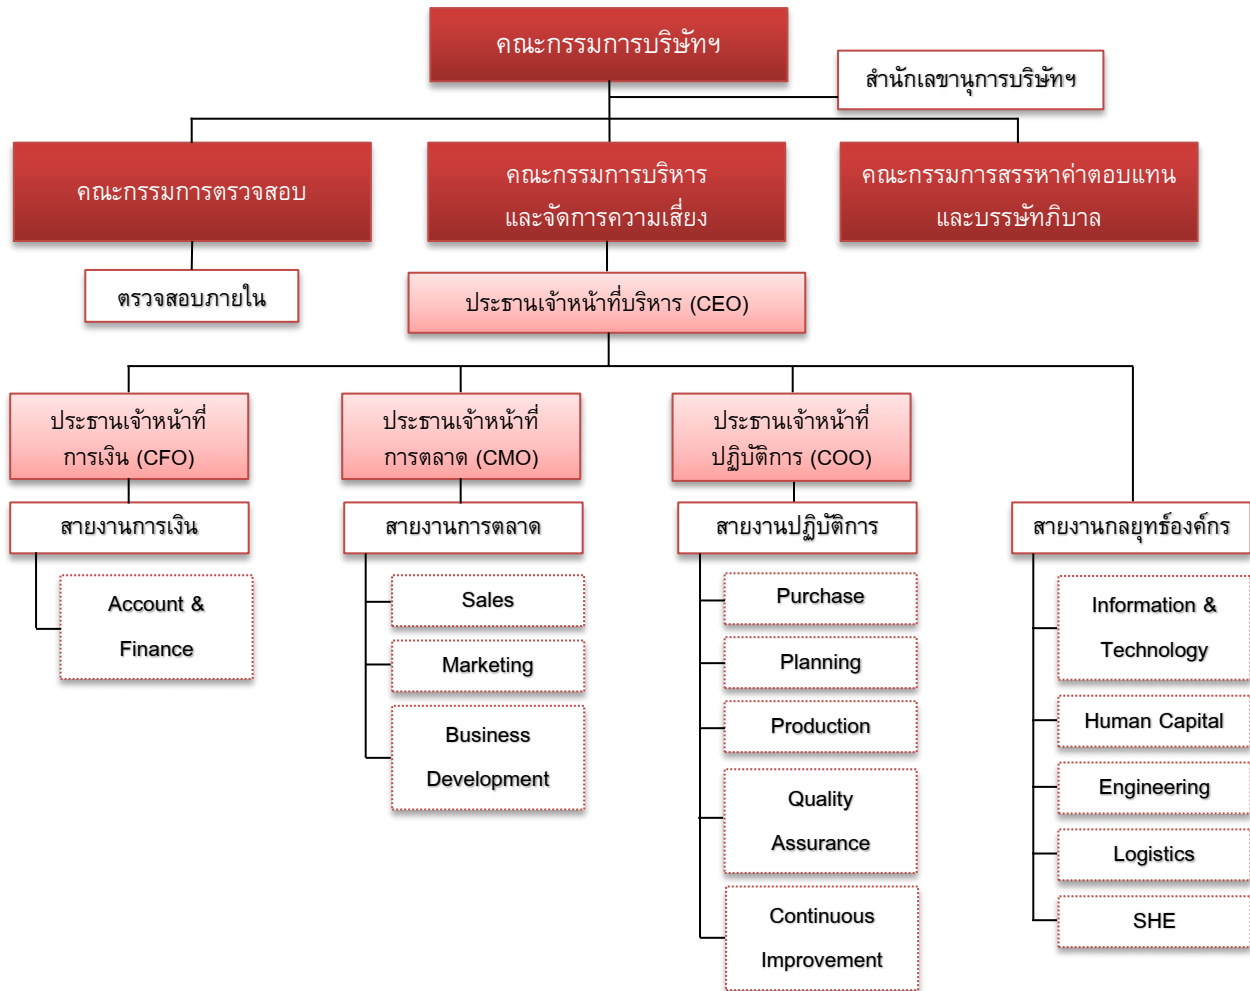 คณะกรรมการบริษัทฯ
สำนักเลขานุการบริษัทฯ
คณะกรรมการตรวจสอบ
คณะกรรมการบริหาร
และจัดการความเสี่ยง
คณะกรรมการสรรหาค่าตอบแทน
และบรรษัทภิบาล
ตรวจสอบภายใน
ประธานเจ้าหน้าที่บริหาร (CEO)
ประธานเจ้าหน้าที่
การเงิน (CFO)
ประธานเจ้าหน้าที่
การตลาด (CMO)
ประธานเจ้าหน้าที่
ปฏิบัติการ (COO)
สายงานการเงิน
สายงานการตลาด
สายงานปฏิบัติการ
สายงานกลยุทธ์องค์กร
Account &
Finance
Sales
Marketing
Business
Development
Purchase
Planning
Production
Quality
Assurance
Continuous
Improvement
Information &
Technology
Human Capital
Engineering
Logistics
SHE